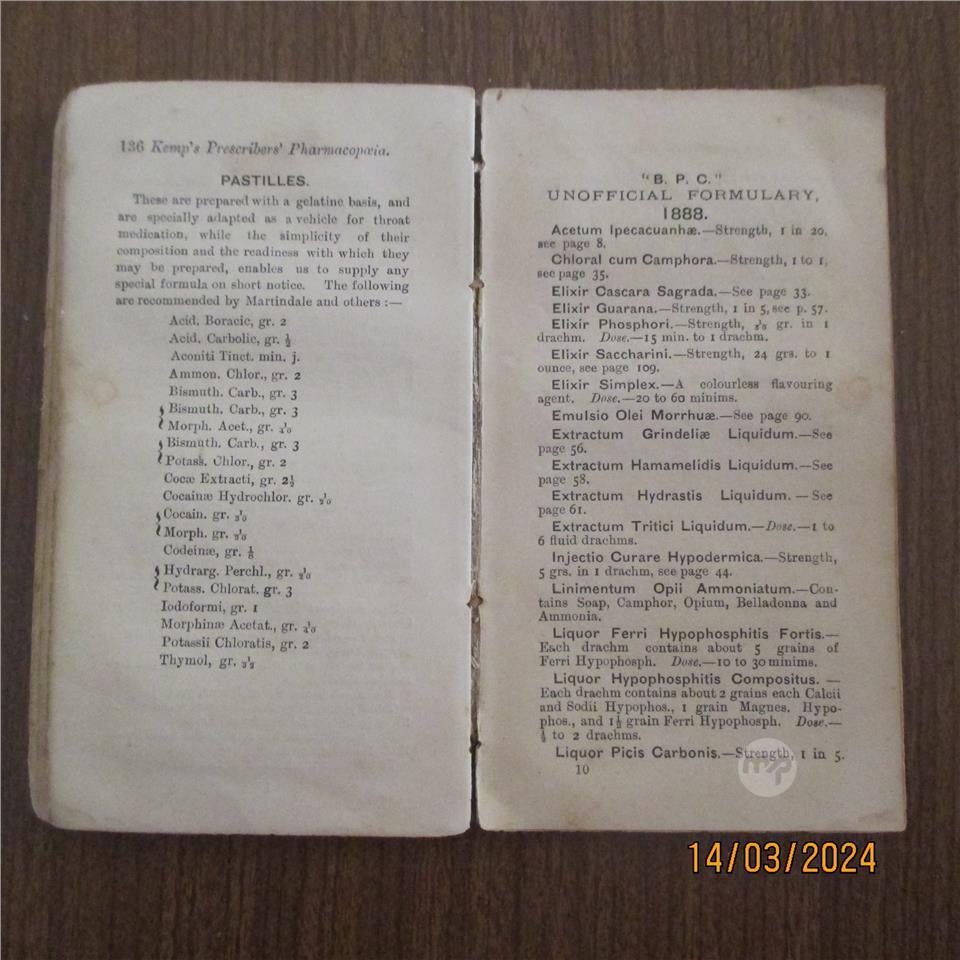 136 Kemp's Prescribers' Pharmacopœia.
PASTILLES.
These are prepared with a gelatine basis, and
are specially adapted as a vehicle for throat
medication, while the simplicity of their
composition and the readiness with which they
may be prepared, enables us to supply any
special formula on short notice. The following
are recommended by Martindale and others :—
Acid. Boracic, gr. 2
Acid. Carbolic, gr. ½
Aconiti Tinct. min. j.
Ammon. Chlor., gr. 2
Bismuth. Carb., gr. 3
Bismuth. Carb., gr. 3
Morph. Acet., gr. 1/40
Bismuth. Carb., gr. 3
Potass. Chlor., gr. 2
Cocæ Extracti, gr. 2½
Cocainæ Hydrochlor. gr. 1/20
Cocain. gr. 1/30
Morph. gr. 1/30
Codeinæ, gr. ⅛
Hydrarg. Perchl., gr. 1/20
Potass. Chlorat. gr. 3
Iodoformi, gr. 1
Morphinæ Acetat., gr. 1/40
Potassii Chloratis, gr. 2
Thymol, gr. 1/32
"B. P. C."
UNOFFICIAL FORMULARY,
1888.
Acetum Ipecacuanhæ.—Strength, 1 in 20,
see page 8.
Chloral cum Camphora.—Strength, 1 to 1,
see page 35.
Elixir Cascara Sagrada.—See page 33.
Elixir Guarana.—Strength, 1 in 5, see p. 57.
Elixir Phosphori.—Strength, 1/20 gr. in 1
drachm. Dose.—15 min. to 1 drachm.
Elixir Saccharini.—Strength, 24 grs. to 1
ounce, see page 109.
Elixir Simplex.—A colourless flavouring
agent. Dose.—20 to 60 minims.
Emulsio Olei Morrhuæ.—See page 90.
Extractum Grindeliæ Liquidum.—See
page 56.
Extractum Hamamelidis Liquidum.—See
page 58.
Extractum Hydrastis Liquidum.—See
page 61.
Extractum Tritici Liquidum.—Dose.—1 to
6 fluid drachms.
Injectio Curare Hypodermica.—Strength,
5 grs. in 1 drachm, see page 44.
Linimentum Opii Ammoniatum.—Con-
tains Soap, Camphor, Opium, Belladonna and
Ammonia.
Liquor Ferri Hypophosphitis Fortis.—
Each drachm contains about 5 grains of
Ferri Hypophosph. Dose.—10 to 30 minims.
Liquor Hypophosphitis Compositus.—
Each drachm contains about 2 grains each Calcii
and Sodii Hypophos., 1 grain Magnes. Hypo-
phos., and 1½ grain Ferri Hypophosph. Dose.—
½ to 2 drachms.
Liquor Picis Carbonis.—Strength, 1 in 5.
10
14/03/2024